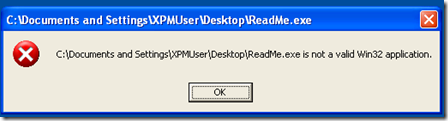 C:\Documents and Settings\XPMUser\Desktop\ReadMe.exe
C:\Documents and Settings\XPMUser\Desktop\ReadMe.exe is not a valid Win32 application.
OK